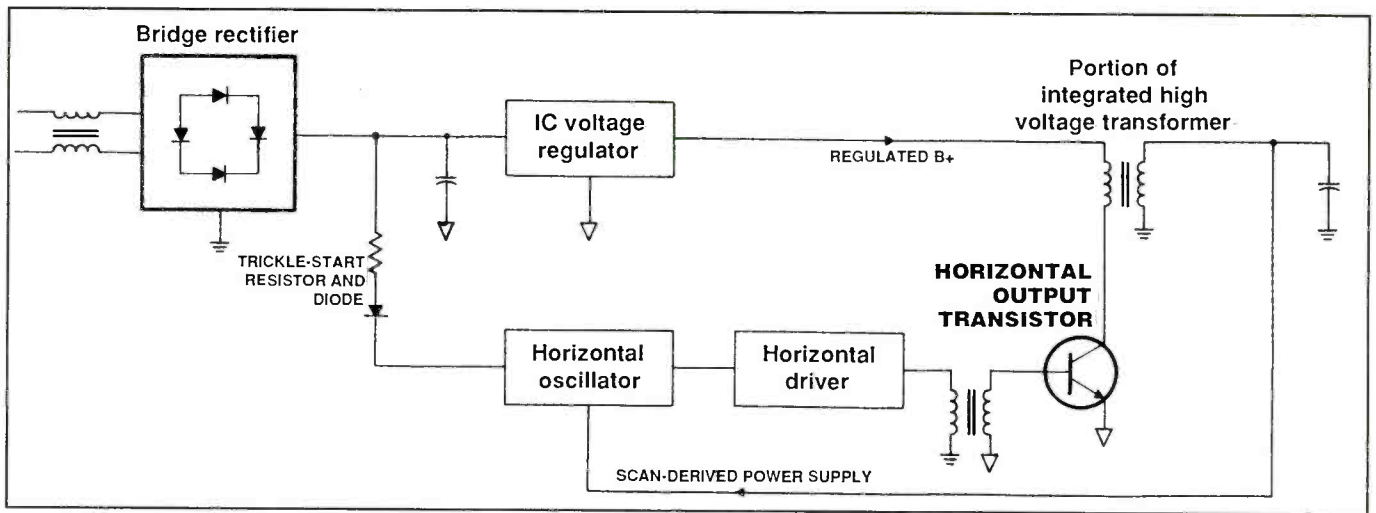 Bridge rectifier
IC voltage
regulator
REGULATED B+
Portion of
integrated high
voltage transformer
TRICKLE-START
RESISTOR AND
DIODE
HORIZONTAL
OUTPUT
TRANSISTOR
Horizontal
oscillator
Horizontal
driver
SCAN-DERIVED POWER SUPPLY